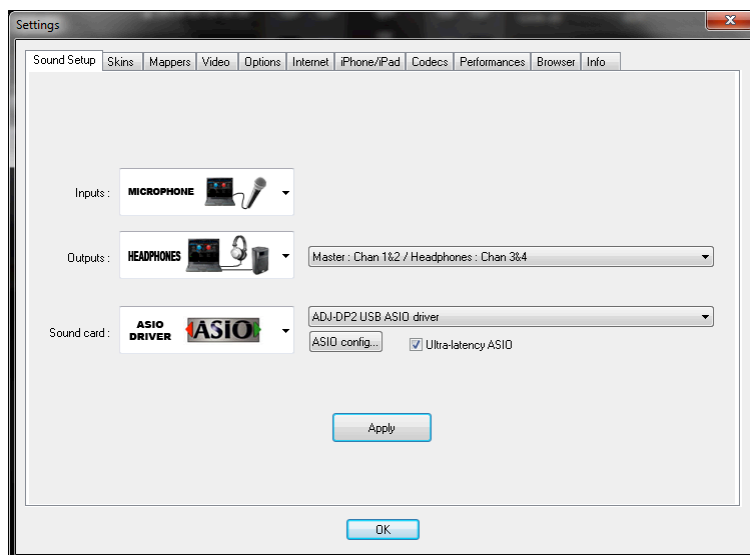 Settings
Sound Setup Skins Mappers Video Options Internet iPhone/iPad Codecs Performances Browser Info
Inputs : MICROPHONE
Outputs : HEADPHONES Master : Chan 1&2 / Headphones : Chan 3&4
ADJ-DP2 USB ASIO driver
Sound card : ASIO DRIVER ASIO
ASIO config... Ultra-latency ASIO
Apply
OK